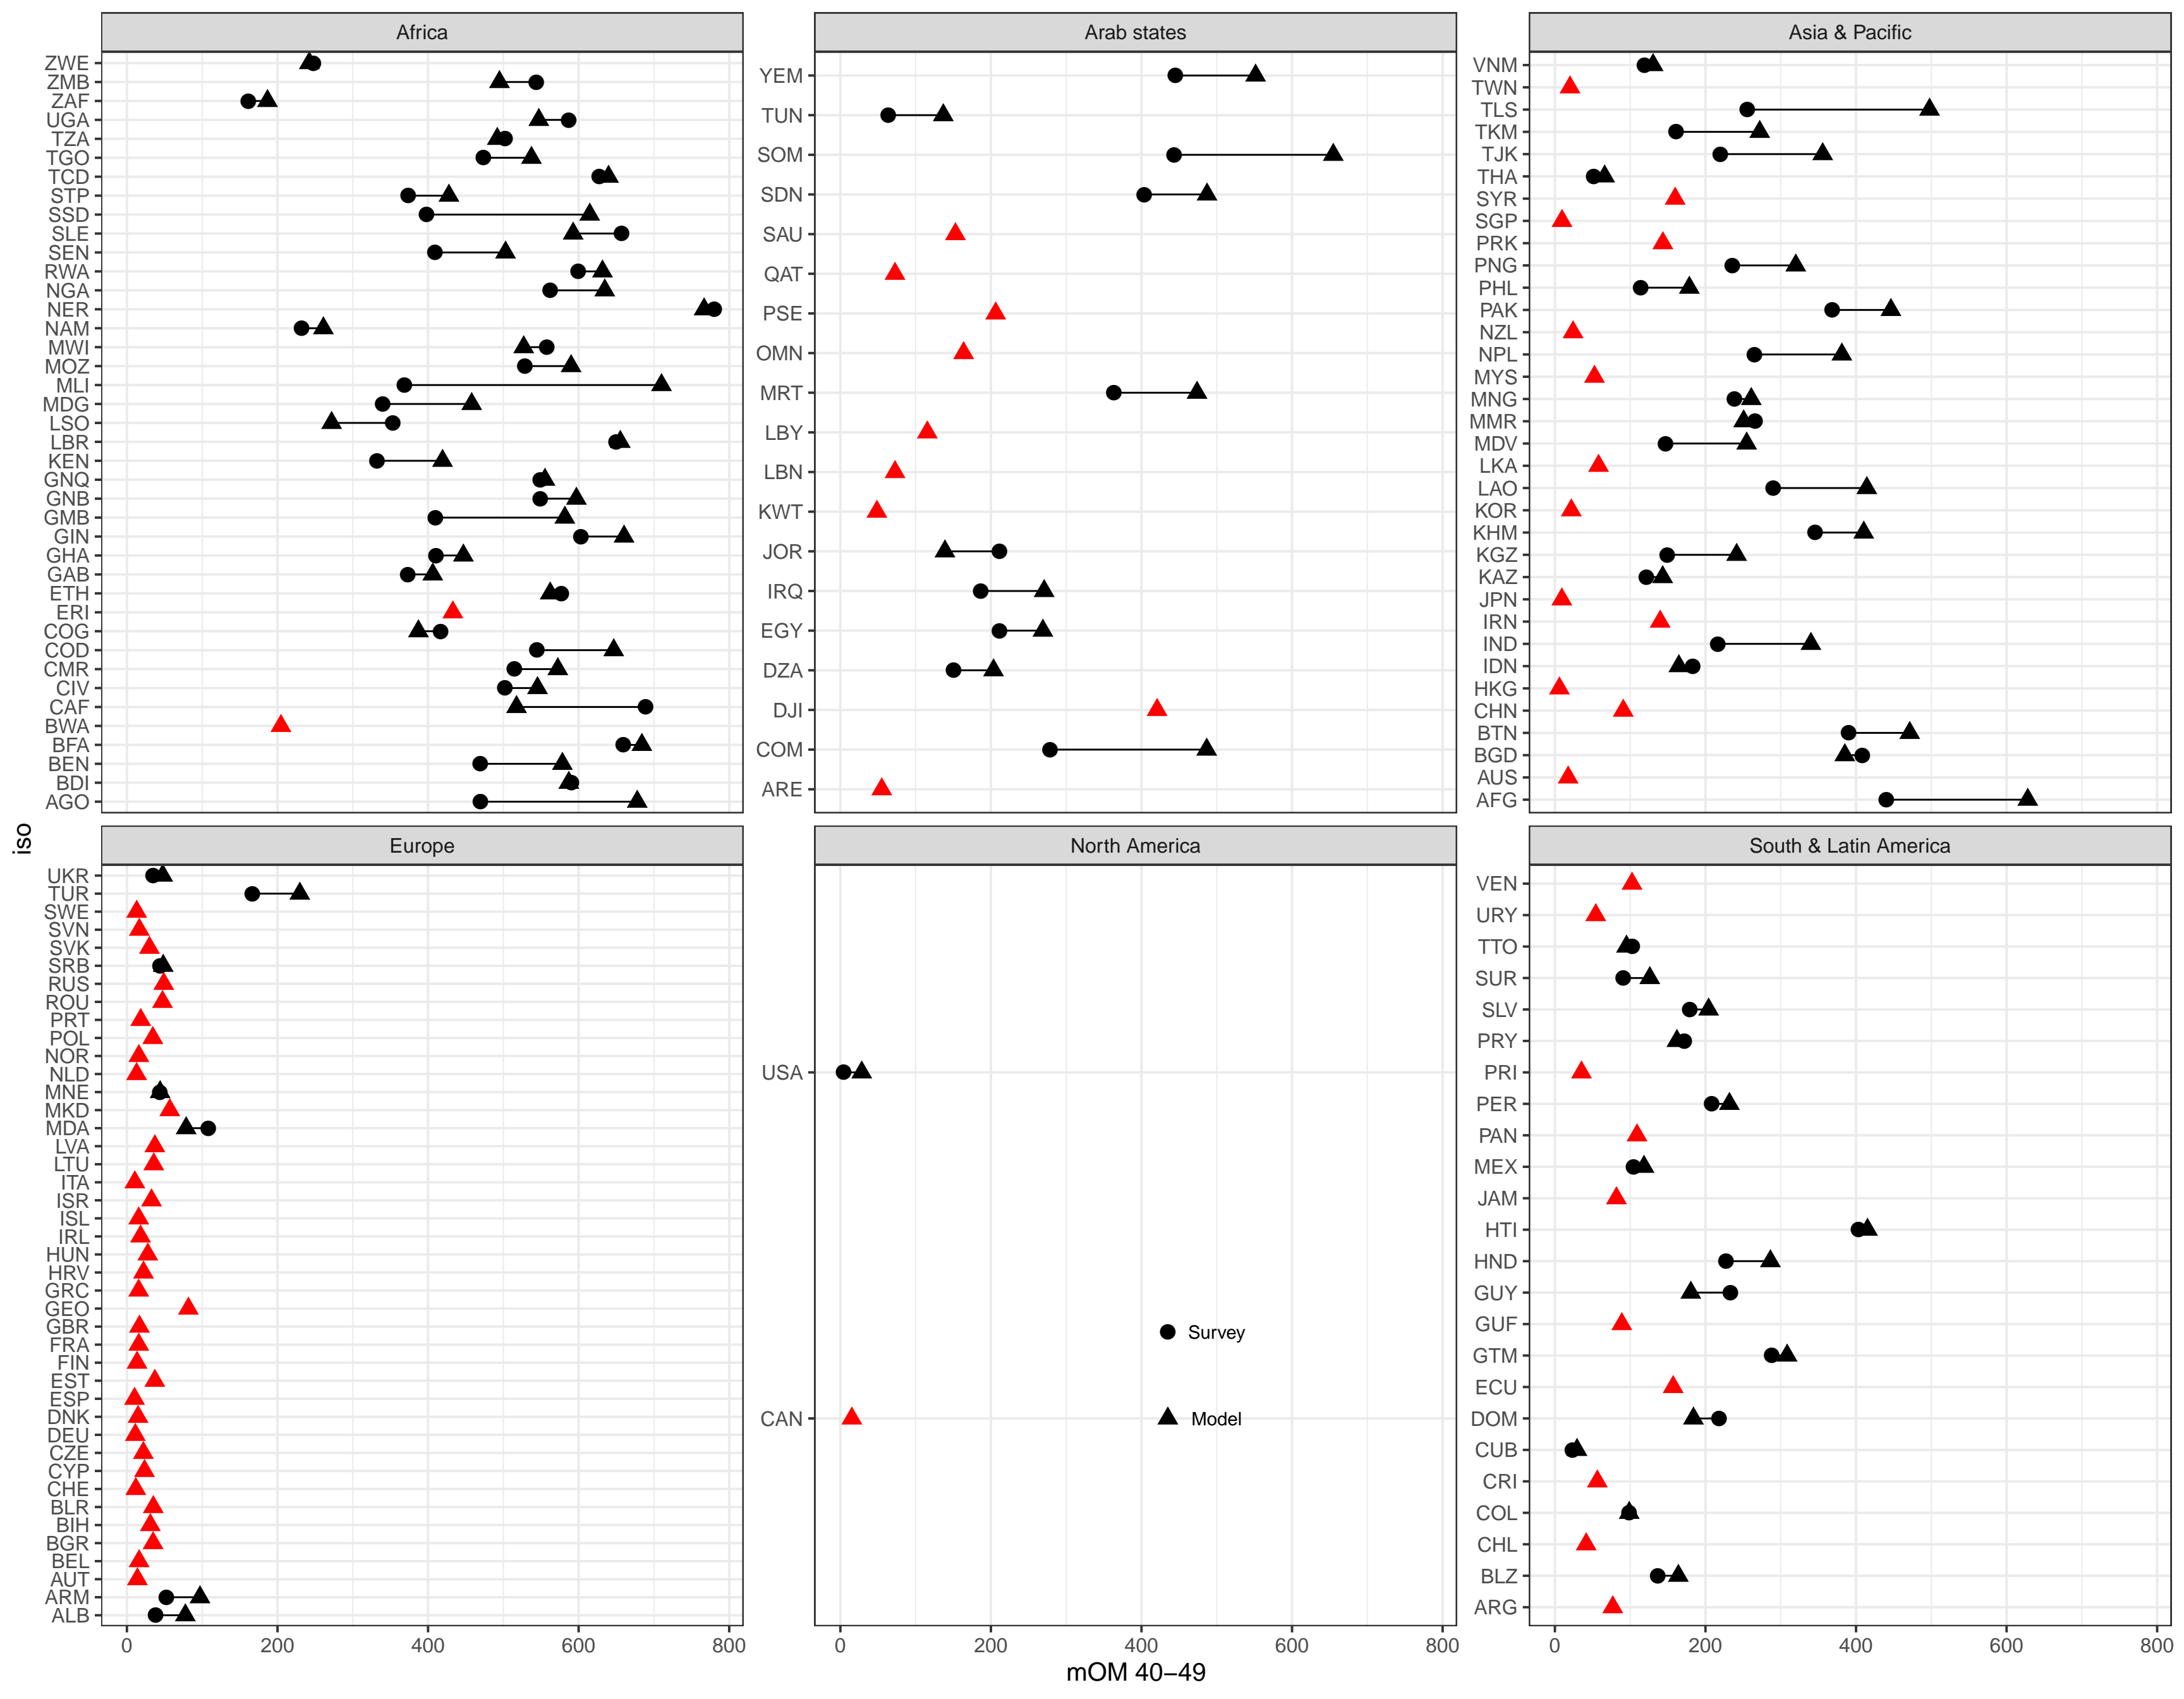 Africa
Arab states
Asia & Pacific
ZWE
ZMB
ZAF
UGA
TZA
TGO
TCD
STP
SSD
SLE
SEN
RWA
NGA
NER
NAM
MWI
MOZ
MLI
MDG
LSO
LBR
KEN
GNQ
GNB
GMB
GIN
GHA
GAB
ETH
ERI
COG
COD
CMR
CIV
CAF
BWA
BFA
BEN
BDI
AGO
YEM
TUN
SOM
SDN
SAU
QAT
PSE
OMN
MRT
LBY
LBN
KWT
JOR
IRQ
EGY
DZA
DJI
COM
ARE
VNM
TWN
TLS
TKM
TJK
THA
SYR
SGP
PRK
PNG
PHL
PAK
NZL
NPL
MYS
MNG
MMR
MDV
LKA
LAO
KOR
KHM
KGZ
KAZ
JPN
IRN
IND
IDN
HKG
CHN
BTN
BGD
AUS
AFG
iso
Europe
North America
South & Latin America
UKR
TUR
SWE
SVN
SVK
SRB
RUS
ROU
PRT
POL
NOR
NLD
MNE
MKD
MDA
LVA
LTU
ITA
ISR
ISL
IRL
HUN
HRV
GRC
GEO
GBR
FRA
FIN
EST
ESP
DNK
DEU
CZE
CYP
CHE
BLR
BIH
BGR
BEL
AUT
ARM
ALB
USA
CAN
Survey
Model
VEN
URY
TTO
SUR
SLV
PRY
PRI
PER
PAN
MEX
JAM
HTI
HND
GUY
GUF
GTM
ECU
DOM
CUB
CRI
COL
CHL
BLZ
ARG
0 200 400 600 800
0 200 400 600 800
0 200 400 600 800
mOM 40−49